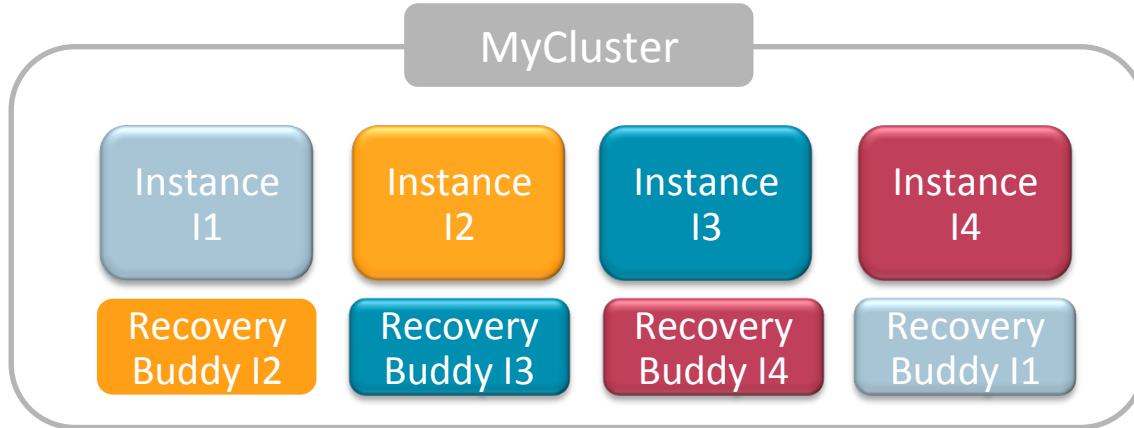 MyCluster
Instance
I1
Instance
I2
Instance
I3
Instance
I4
Recovery
Buddy I2
Recovery
Buddy I3
Recovery
Buddy I4
Recovery
Buddy I1